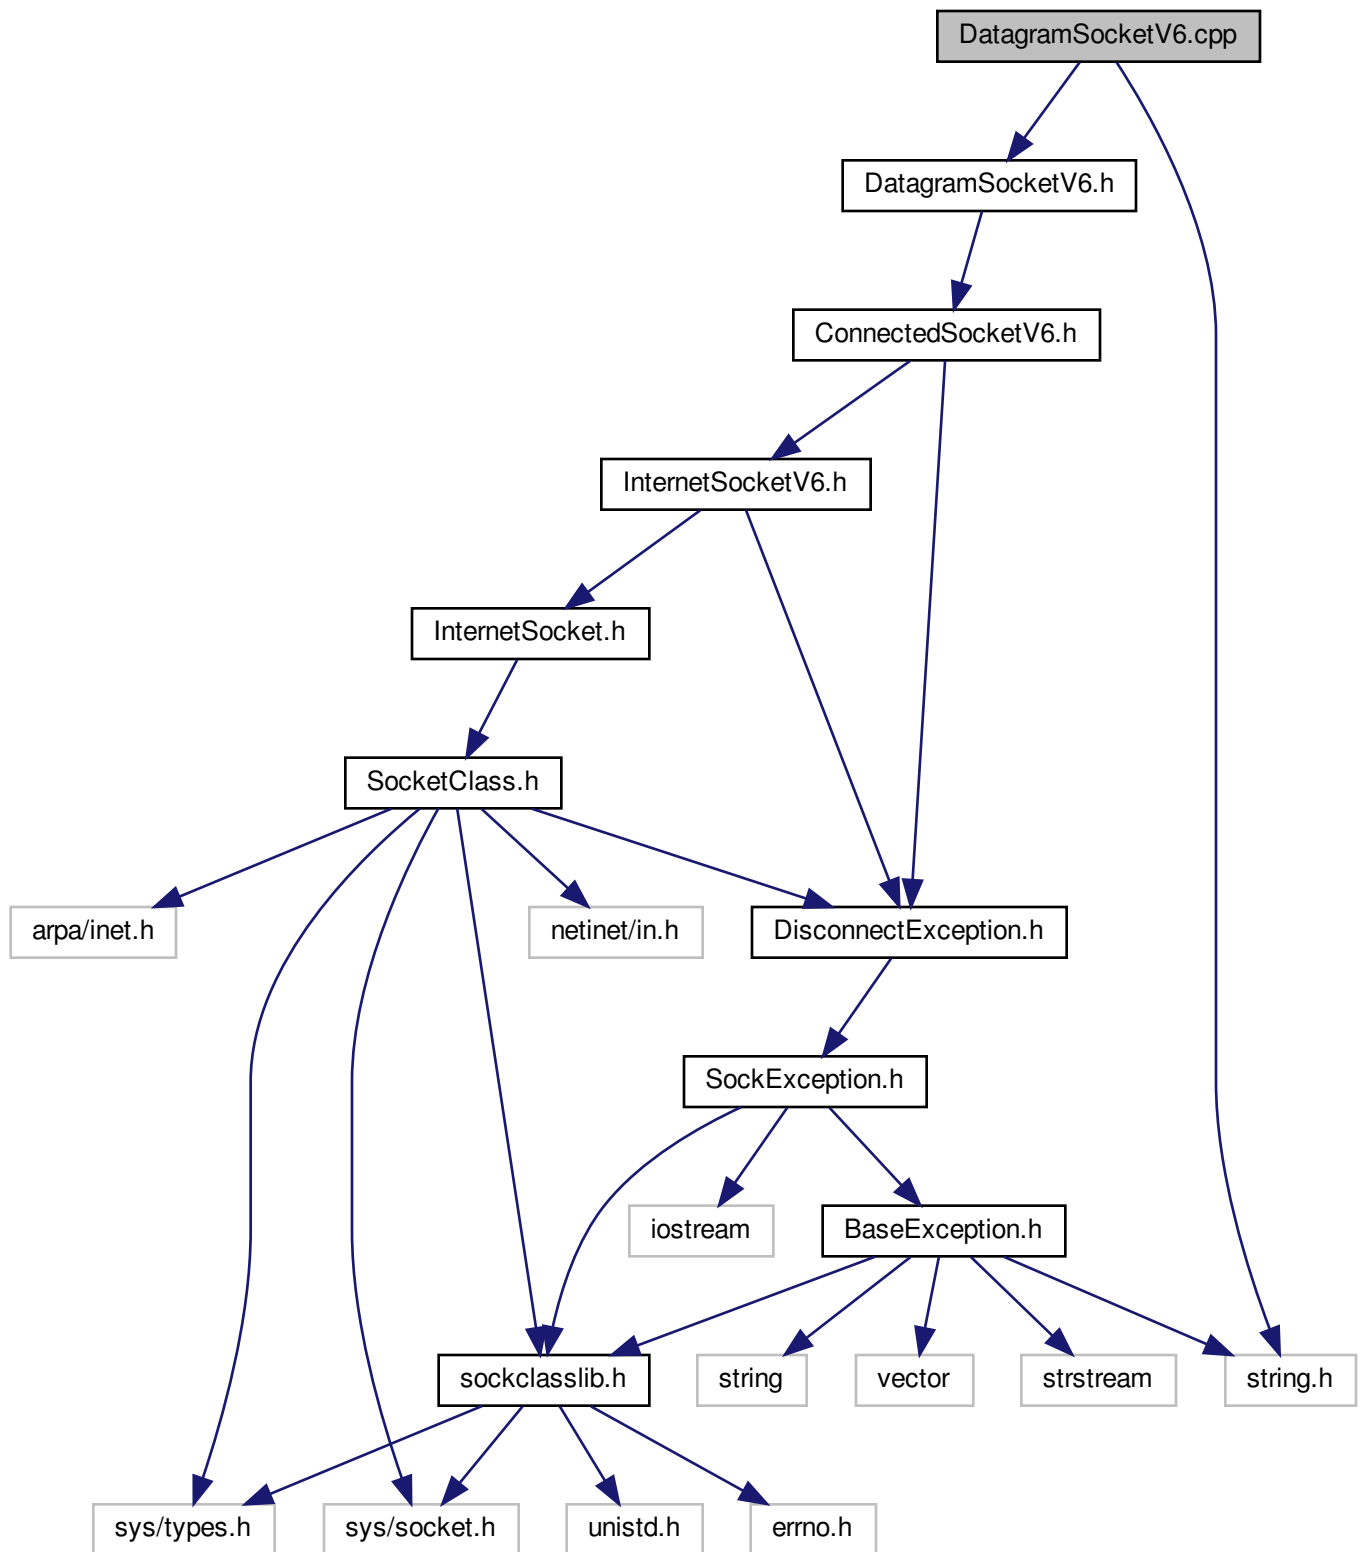 DatagramSocketV6.cpp
DatagramSocketV6.h
ConnectedSocketV6.h
InternetSocketV6.h
InternetSocket.h
SocketClass.h
arpa/inet.h
netinet/in.h
DisconnectException.h
SockException.h
iostream
BaseException.h
sockclasslib.h
string
vector
strstream
string.h
sys/types.h
sys/socket.h
unistd.h
errno.h